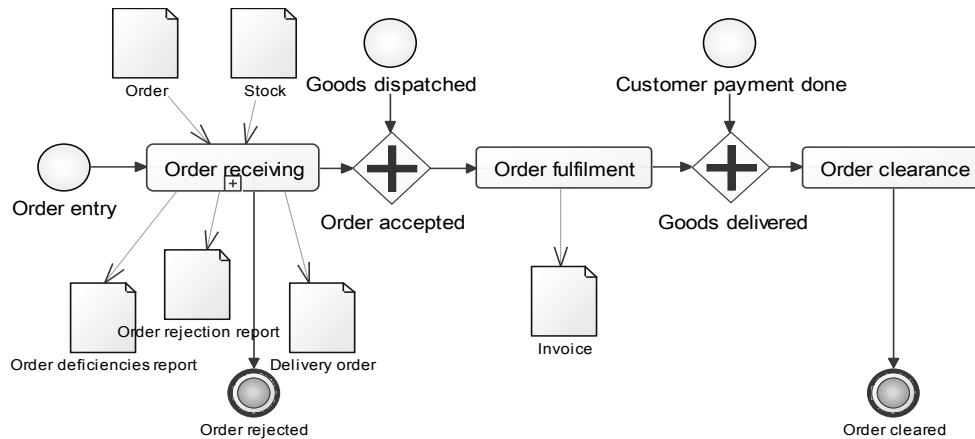 Order
Stock
Goods dispatched
Customer payment done
Order receiving
Order fulfilment
Order clearance
Order entry
Order accepted
Goods delivered
Order rejection report
Order deficiencies report
Delivery order
Invoice
Order rejected
Order cleared